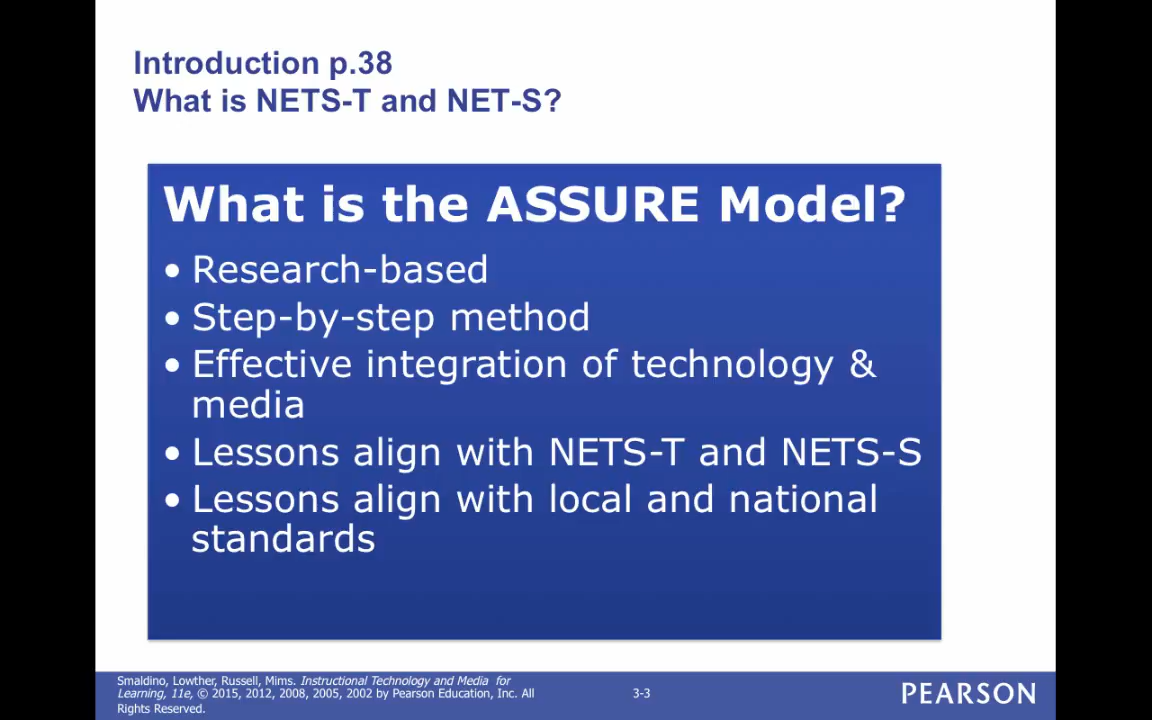 Introduction p.38
What is NETS-T and NET-S?
What is the ASSURE Model?
• Research-based
• Step-by-step method
• Effective integration of technology &
media
• Lessons align with NETS-T and NETS-S
• Lessons align with local and national
standards
Smaldino, Lowther, Russell, Mims. Instructional Technology and Media for
Learning, 11e, © 2015, 2012, 2008, 2005, 2002 by Pearson Education, Inc. All
Rights Reserved.
3-3
PEARSON